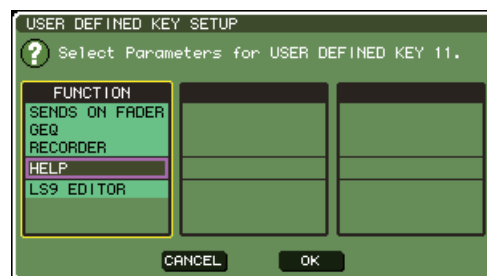 USER DEFINED KEY SETUP
? Select Parameters for USER DEFINED KEY 11.
FUNCTION
SENDS ON FADER
GEQ
RECORDER
HELP
LS9 EDITOR
CANCEL
OK